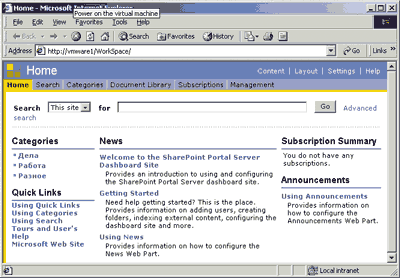 Home - Microsoft Internet Explorer
Power on the virtual machine
File Edit View Favorites Tools Help
Back Search Favorites History
Address http://vmware1/WorkSpace/ Go Links »
Home Content | Layout | Settings | Help
Home Search Categories Document Library Subscriptions Management
Search This site for Go Advanced
search
Categories
Дела
Работа
Разное
Quick Links
Using Quick Links
Using Categories
Using Search
Tours and User's
Help
Microsoft Web Site
News
Welcome to the SharePoint Portal Server
Dashboard Site
Provides an introduction to using and configuring
the SharePoint Portal Server dashboard site.
Getting Started
Need help getting started? This is the place.
Provides information on adding users, creating
folders, indexing external content, configuring the
dashboard site and more.
Using News
Provides information on how to configure the
News Web Part.
Subscription Summary
You do not have any
subscriptions.
Announcements
Using Announcements
Provides information on
how to configure the
Announcements Web Part.
Local intranet